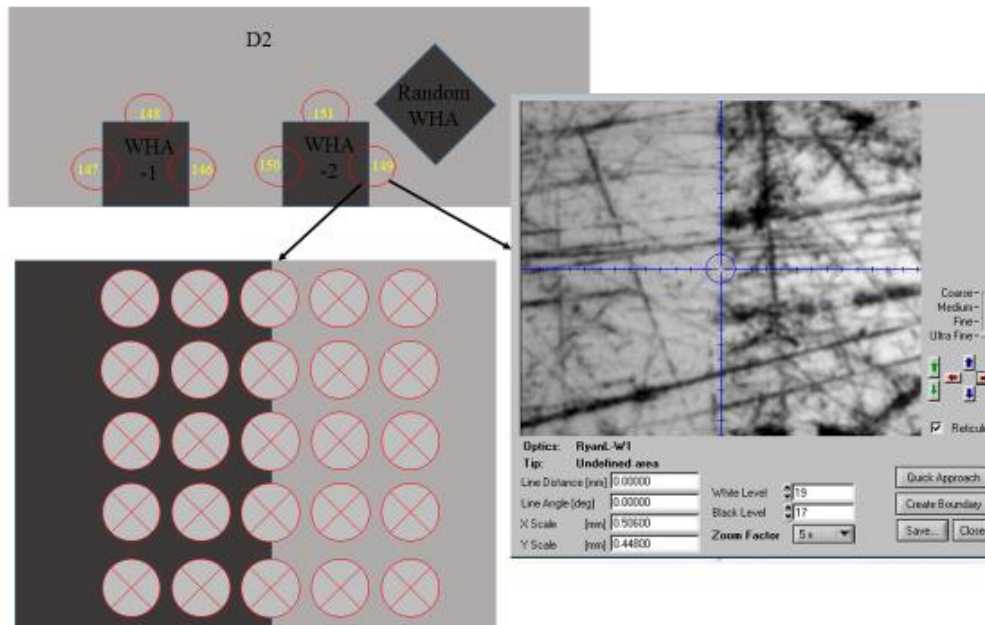 D2
148
151
Random
WHA
WHA
-1
WHA
-2
147
146
150
149
Coarse-
Medium-
Fine-
Ultra Fine-
Reticule
Optics: RyanL-W1
Tip: Undefined area
Line Distance [mm] 0.00000
Line Angle [deg] 0.00000
X Scale [mm] 0.50600
Y Scale [mm] 0.44800
White Level 19
Black Level 17
Zoom Factor 5x
Quick Approach
Create Boundary
Save... Close